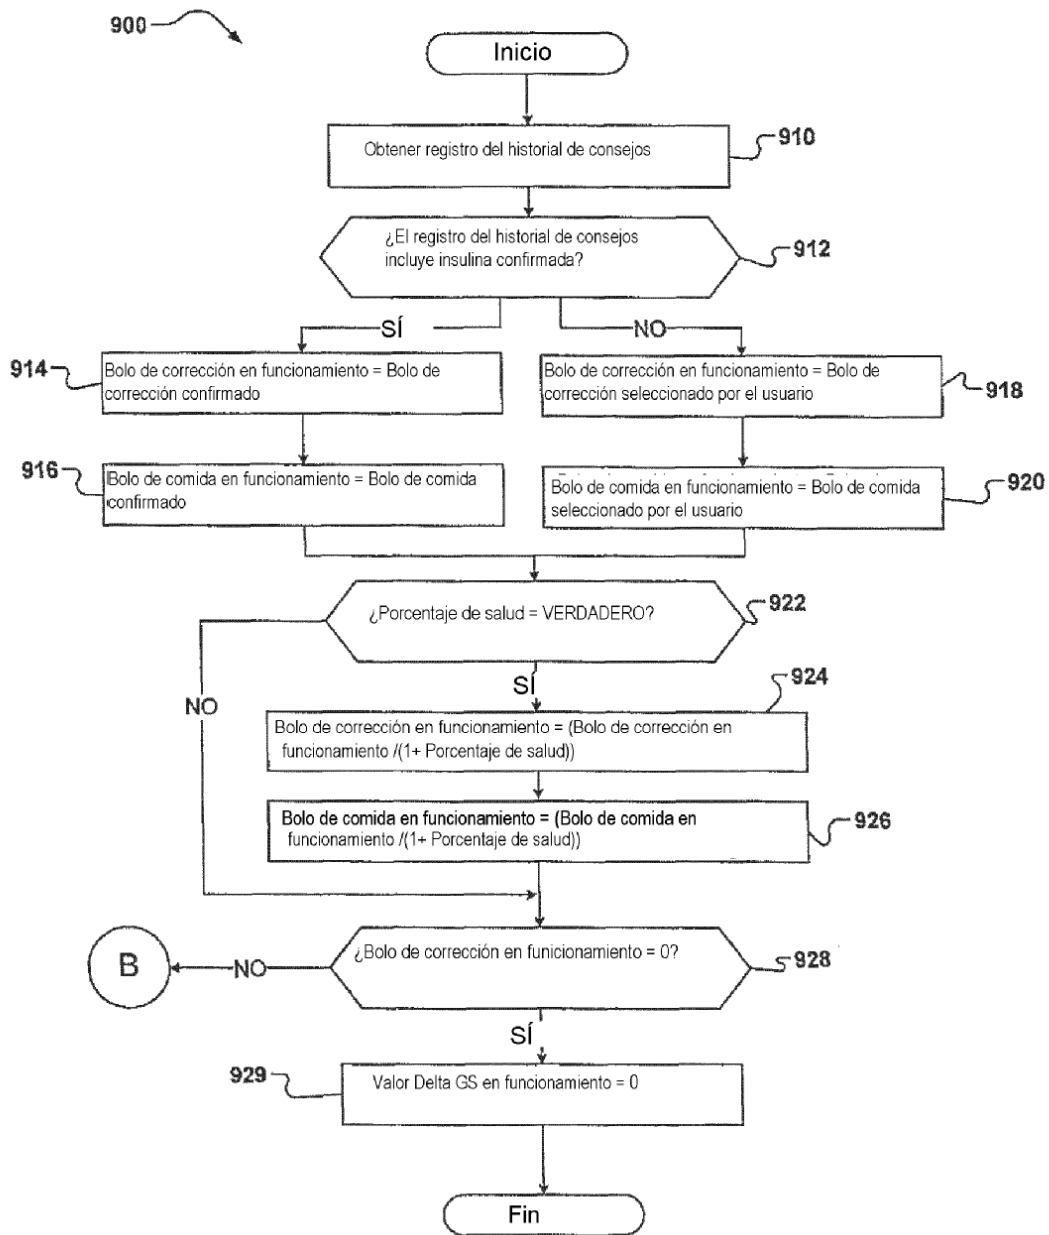 900
Inicio
Obtener registro del historial de consejos
910
¿El registro del historial de consejos
incluye insulina confirmada?
912
SÍ
NO
914
Bolo de corrección en funcionamiento = Bolo de
corrección confirmado
Bolo de corrección en funcionamiento = Bolo de
corrección seleccionado por el usuario
918
916
Bolo de comida en funcionamiento = Bolo de comida
confirmado
Bolo de comida en funcionamiento = Bolo de comida
seleccionado por el usuario
920
¿Porcentaje de salud = VERDADERO?
922
NO
SÍ
924
Bolo de corrección en funcionamiento = (Bolo de corrección en
funcionamiento /(1+ Porcentaje de salud))
Bolo de comida en funcionamiento = (Bolo de comida en
funcionamiento /(1+ Porcentaje de salud))
926
B
NO
¿Bolo de corrección en funicionamiento = 0?
928
SÍ
929
Valor Delta GS en funcionamiento = 0
Fin